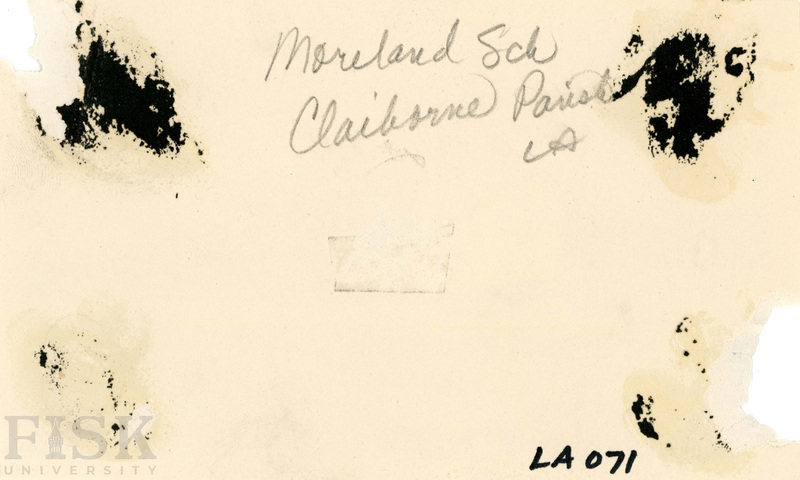 Moreland Sch
Claiborne Parish
LA
LA 071
FISK
UNIVERSITY